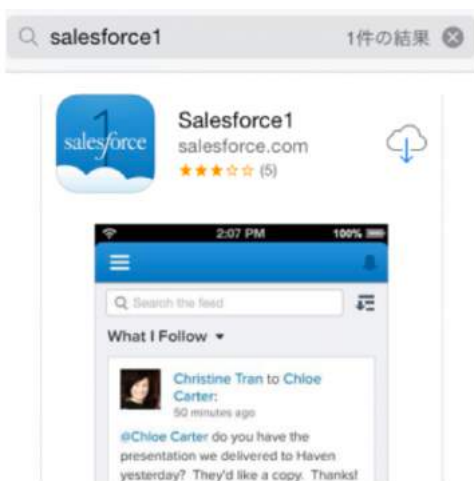 salesforce1 1件の結果
1
salesforce
Salesforce1
salesforce.com
★★★☆☆ (5)
2:07 PM 100%
Search the feed
What I Follow
Christine Tran to Chloe
Carter:
50 minutes ago
@Chloe Carter do you have the
presentation we delivered to Haven
yesterday? They'd like a copy. Thanks!